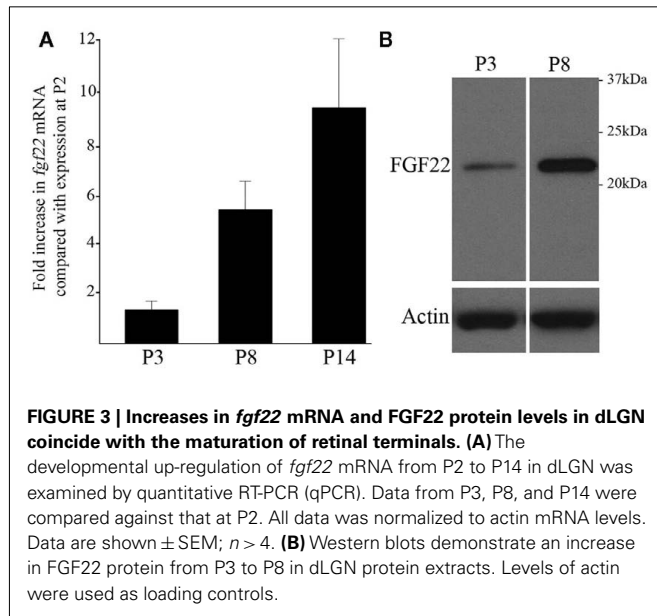 A
Fold increase in fgf22 mRNA
compared with expression at P2
12
10
8
6
4
2
P3 P8 P14
B
P3 P8
37kDa
25kDa
20kDa
FGF22
Actin
FIGURE 3 | Increases in fgf22 mRNA and FGF22 protein levels in dLGN
coincide with the maturation of retinal terminals. (A) The
developmental up-regulation of fgf22 mRNA from P2 to P14 in dLGN was
examined by quantitative RT-PCR (qPCR). Data from P3, P8, and P14 were
compared against that at P2. All data was normalized to actin mRNA levels.
Data are shown ± SEM; n > 4. (B) Western blots demonstrate an increase
in FGF22 protein from P3 to P8 in dLGN protein extracts. Levels of actin
were used as loading controls.